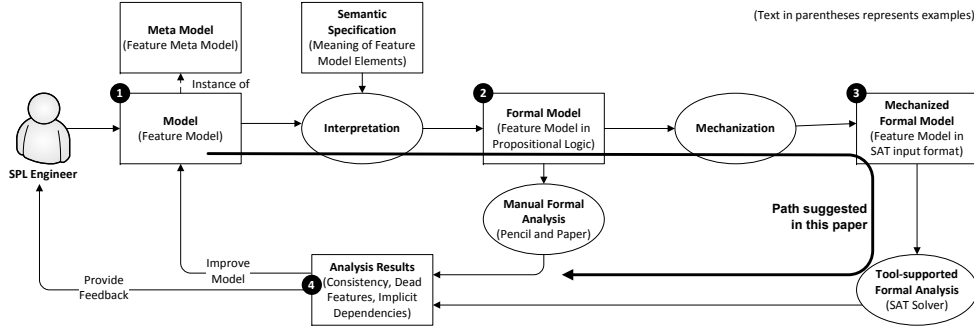 (Text in parentheses represents examples)
Meta Model
(Feature Meta Model)
Semantic
Specification
(Meaning of Feature
Model Elements)
Instance of
1
Model
(Feature Model)
Interpretation
2
Formal Model
(Feature Model in
Propositional Logic)
Mechanization
3
Mechanized
Formal Model
(Feature Model in
SAT input format)
SPL Engineer
Manual Formal
Analysis
(Pencil and Paper)
Path suggested
in this paper
Improve
Model
Provide
Feedback
4
Analysis Results
(Consistency, Dead
Features, Implicit
Dependencies)
Tool-supported
Formal Analysis
(SAT Solver)